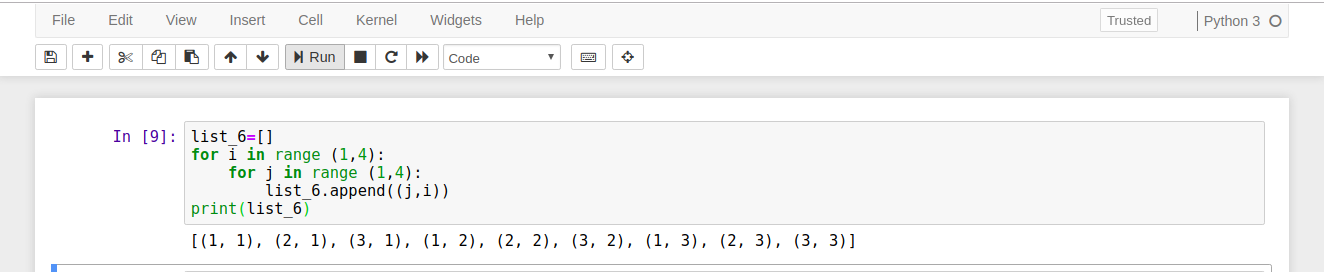 File Edit View Insert Cell Kernel Widgets Help Trusted Python 3
Run Code
In [9]: list_6=[]
for i in range (1,4):
    for j in range (1,4):
        list_6.append((j,i))
print(list_6)
[(1, 1), (2, 1), (3, 1), (1, 2), (2, 2), (3, 2), (1, 3), (2, 3), (3, 3)]